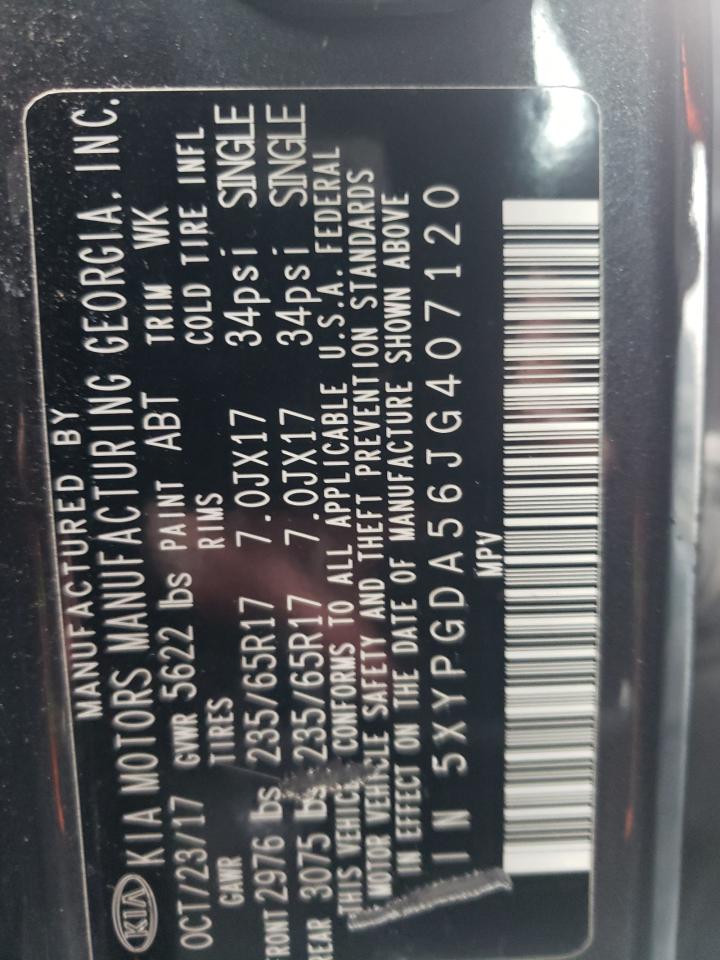 MANUFACTURED BY
KIA KIA MOTORS MANUFACTURING GEORGIA, INC.
OCT/23/17 GVWR 5622 lbs PAINT ABT TRIM WK
GAWR TIRES RIMS COLD TIRE INFL
RONT 2976 lbs 235/65R17 7.0JX17 34psi SINGLE
REAR 3075 lbs 235/65R17 7.0JX17 34psi SINGLE
THIS VEHICLE CONFORMS TO ALL APPLICABLE U.S.A. FEDERAL
MOTOR VEHICLE SAFETY AND THEFT PREVENTION STANDARDS
IN EFFECT ON THE DATE OF MANUFACTURE SHOWN ABOVE
IN 5XYPGDA56JG407120
MPV